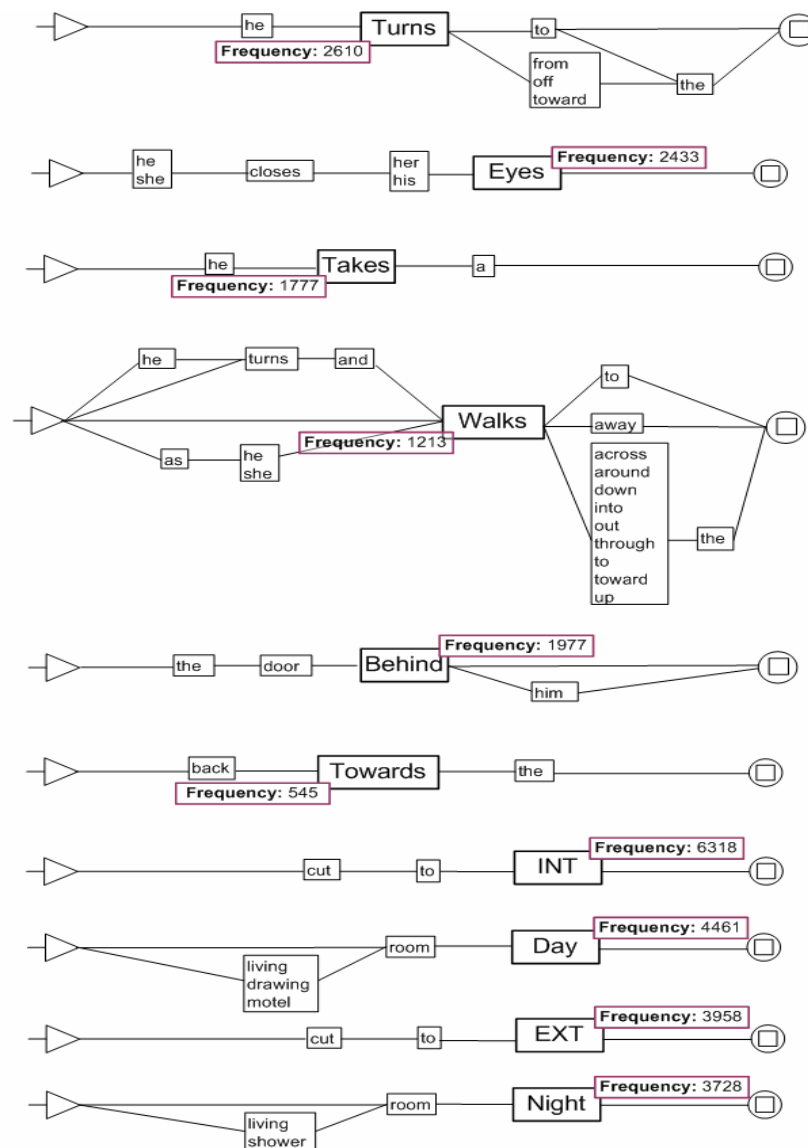 he
Turns
to
Frequency: 2610
from
off
toward
the
he
she
closes
her
his
Eyes
Frequency: 2433
he
Takes
a
Frequency: 1777
he
turns
and
as
he
she
Walks
Frequency: 1213
to
away
across
around
down
into
out
through
to
toward
up
the
the
door
Behind
Frequency: 1977
him
back
Towards
the
Frequency: 545
cut
to
INT
Frequency: 6318
living
drawing
motel
room
Day
Frequency: 4461
cut
to
EXT
Frequency: 3958
living
shower
room
Night
Frequency: 3728